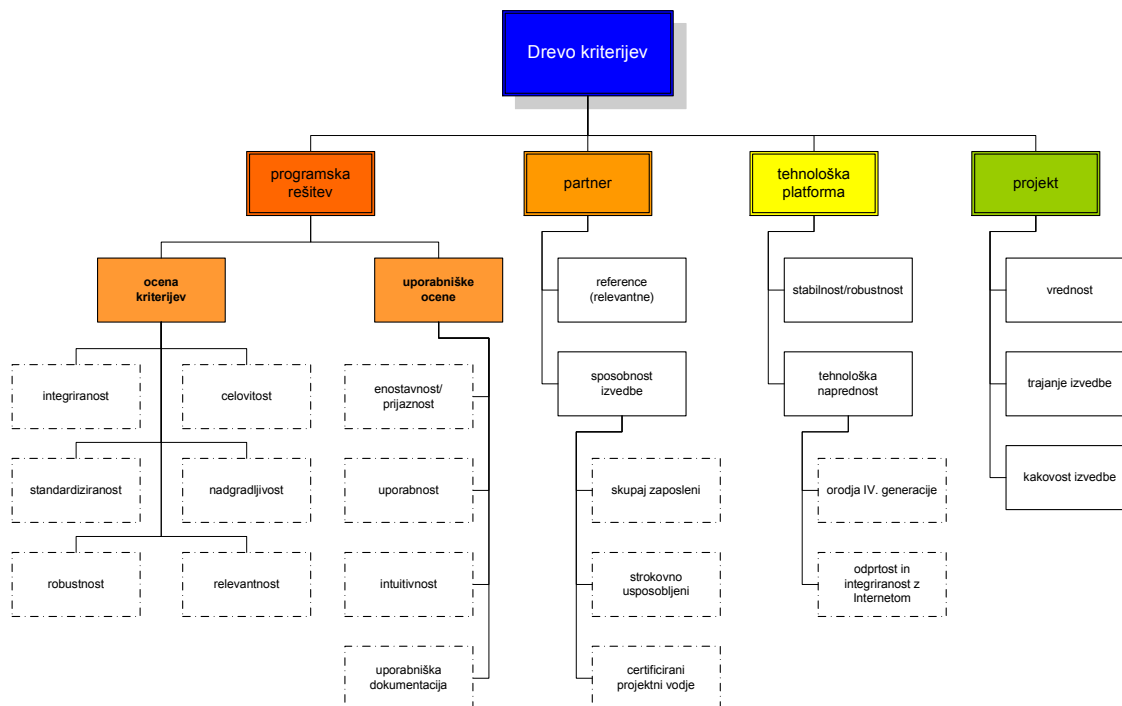 Drevo kriterijev
programska
rešitev
partner
tehnološka
platforma
projekt
ocena
kriterijev
uporabniške
ocene
reference
(relevantne)
stabilnost/robustnost
vrednost
integriranost
celovitost
enostavnost/
prijaznost
sposobnost
izvedbe
tehnološka
naprednost
trajanje izvedbe
standardiziranost
nadgradljivost
uporabnost
skupaj zaposleni
orodja IV. generacije
kakovost izvedbe
robustnost
relevantnost
intuitivnost
strokovno
usposobljeni
odprtost in
integriranost z
Internetom
uporabniška
dokumentacija
certificirani
projektni vodje